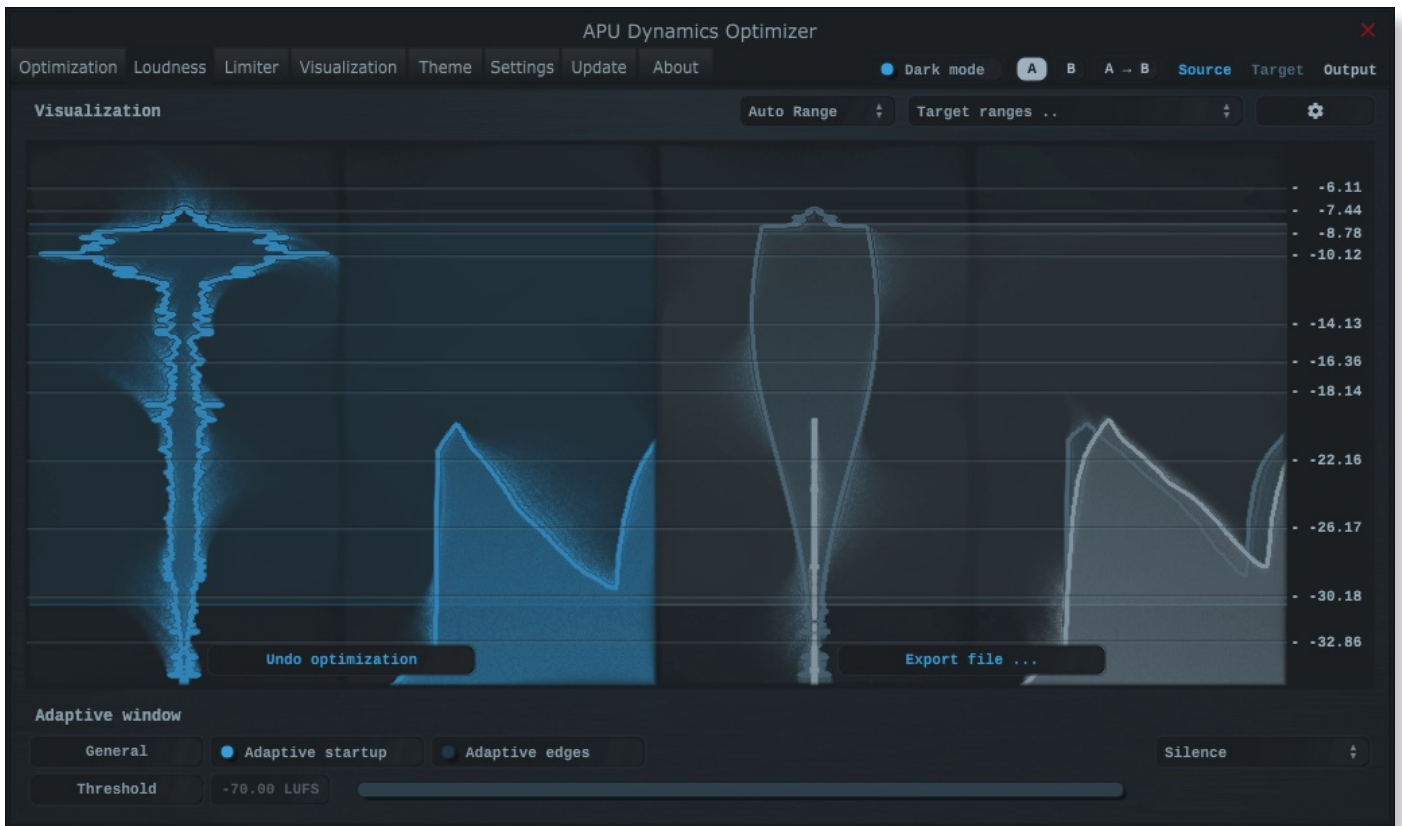 APU Dynamics Optimizer
Optimization Loudness Limiter Visualization Theme Settings Update About Dark mode A B A → B Source Target Output
Visualization Auto Range Target ranges ..
- -6.11
- -7.44
- -8.78
- -10.12
- -14.13
- -16.36
- -18.14
- -22.16
- -26.17
- -30.18
- -32.86
Undo optimization Export file ...
Adaptive window
General Adaptive startup Adaptive edges Silence
Threshold -70.00 LUFS